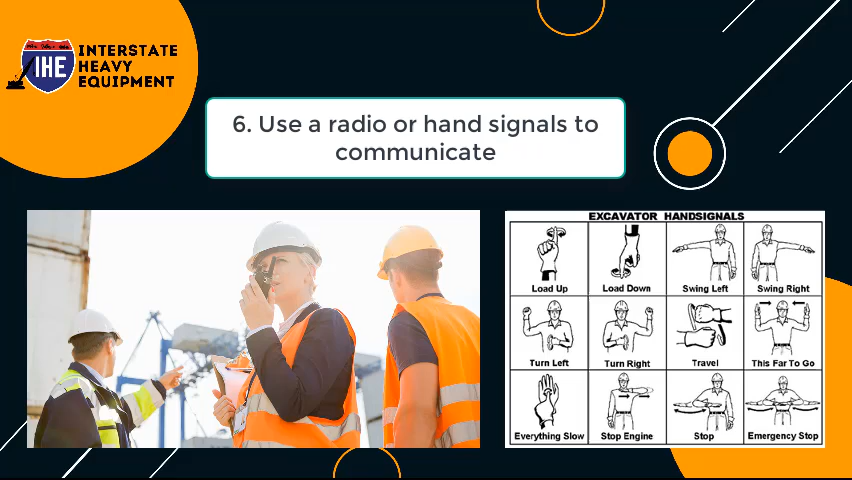 IHE
INTERSTATE
HEAVY
EQUIPMENT
6. Use a radio or hand signals to
communicate
EXCAVATOR HANDSIGNALS
Load Up
Load Down
Swing Left
Swing Right
Turn Left
Turn Right
Travel
This Far To Go
Everything Slow
Stop Engine
Stop
Emergency Stop